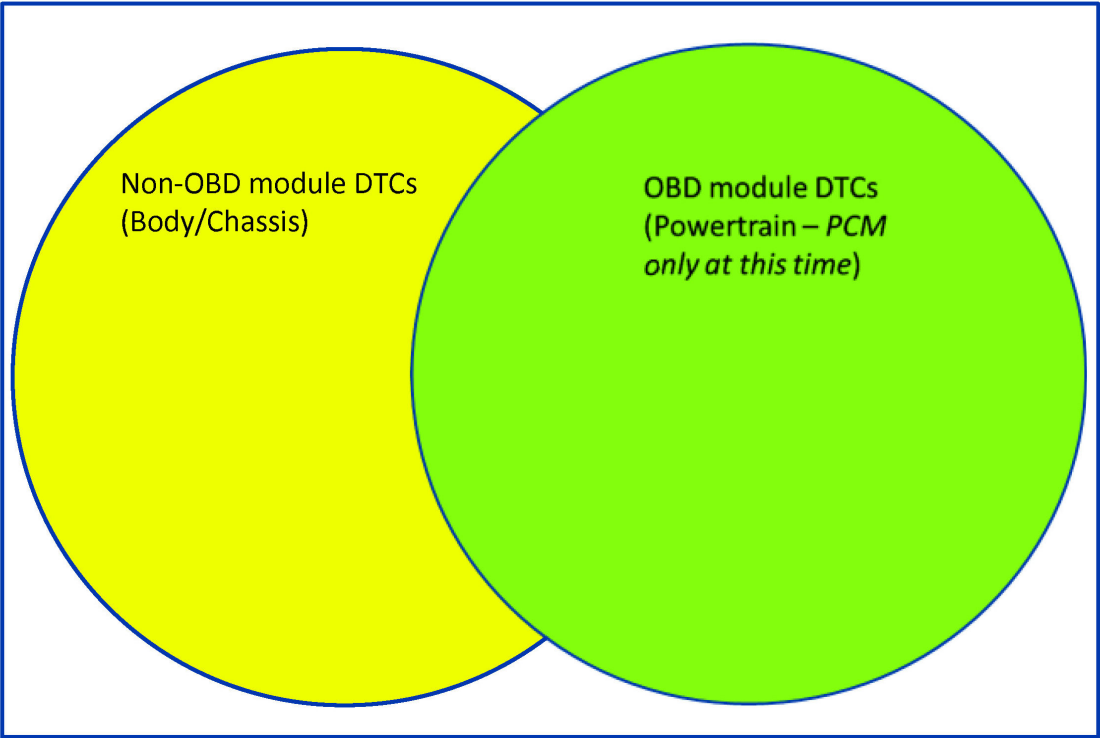 Non-OBD module DTCs
(Body/Chassis)
OBD module DTCs
(Powertrain – PCM
only at this time)